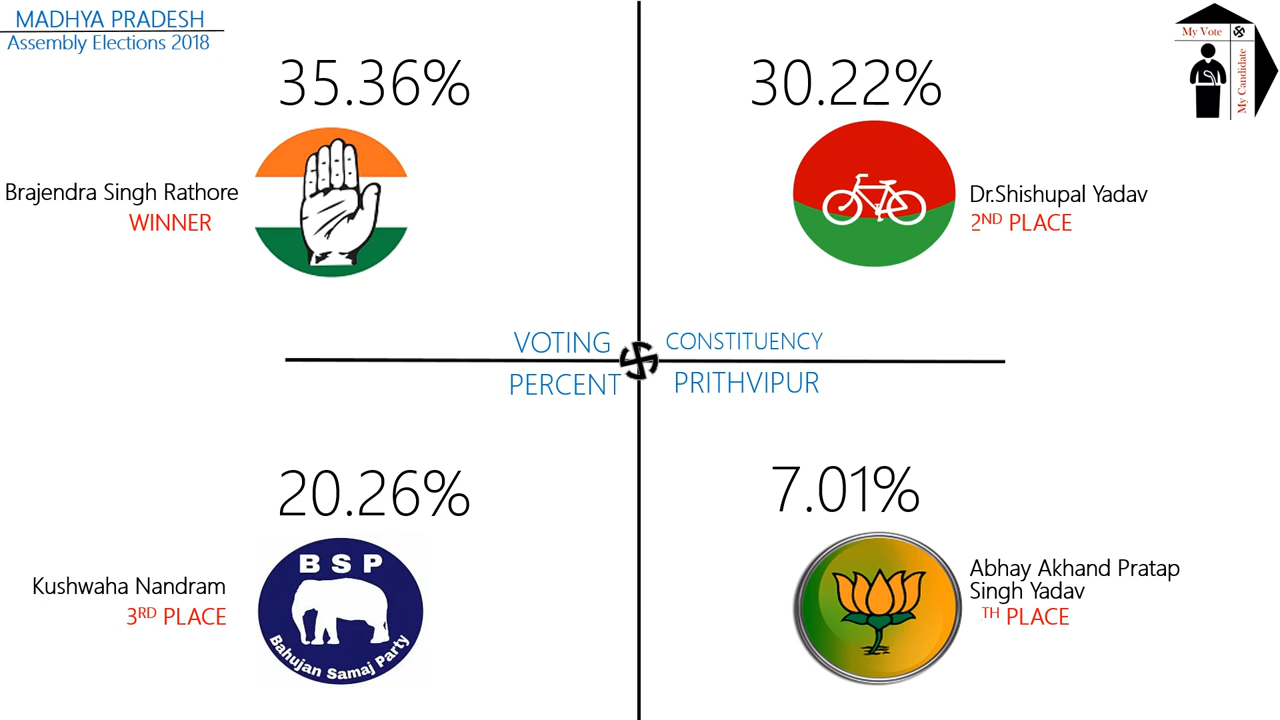 MADHYA PRADESH
Assembly Elections 2018
My Vote
My Candidate
35.36%
Brajendra Singh Rathore
WINNER
30.22%
Dr.Shishupal Yadav
2ND PLACE
VOTING
PERCENT
CONSTITUENCY
PRITHVIPUR
20.26%
Kushwaha Nandram
3RD PLACE
BSP
Bahujan Samaj Party
7.01%
Abhay Akhand Pratap
Singh Yadav
TH PLACE